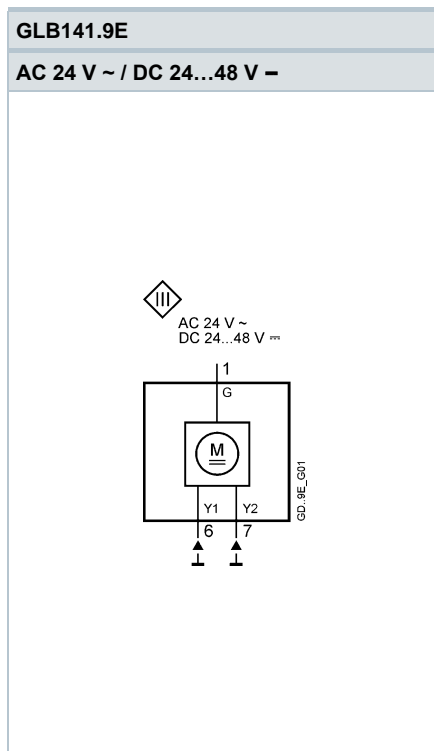 GLB141.9E
AC 24 V ~ / DC 24...48 V ⎓
III
AC 24 V ~
DC 24...48 V ⎓
1
G
M
Y1 Y2
6 7
GD..9E_G01